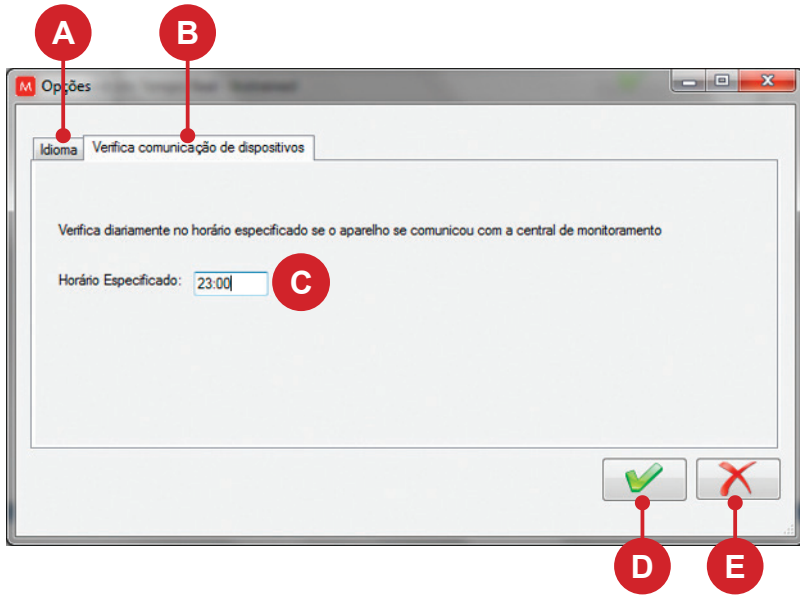 A
B
M Opções
Idioma
Verifica comunicação de dispositivos
Verifica diariamente no horário especificado se o aparelho se comunicou com a central de monitoramento
Horário Especificado: 23:00
C
D
E